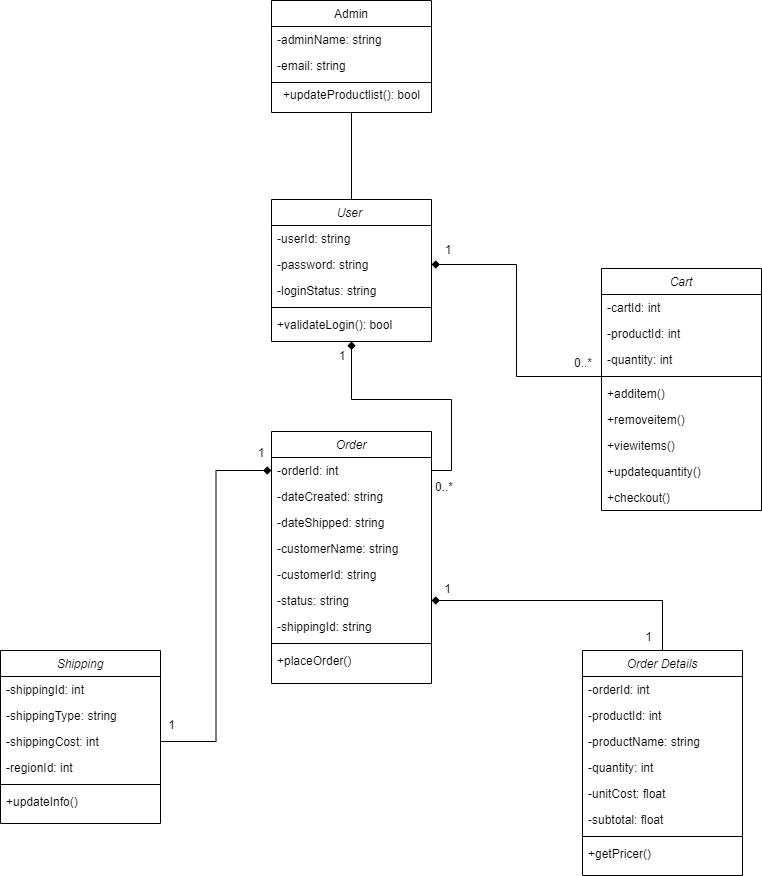 Admin
-adminName: string
-email: string
+updateProductlist(): bool
User
-userId: string
-password: string
-loginStatus: string
+validateLogin(): bool
1
1
Cart
-cartId: int
-productId: int
-quantity: int
+additem()
+removeitem()
+viewitems()
+updatequantity()
+checkout()
0..*
Order
-orderId: int
-dateCreated: string
-dateShipped: string
-customerName: string
-customerId: string
-status: string
-shippingId: string
+placeOrder()
1
0..*
1
1
Shipping
-shippingId: int
-shippingType: string
-shippingCost: int
-regionId: int
+updateInfo()
1
Order Details
-orderId: int
-productId: int
-productName: string
-quantity: int
-unitCost: float
-subtotal: float
+getPricer()